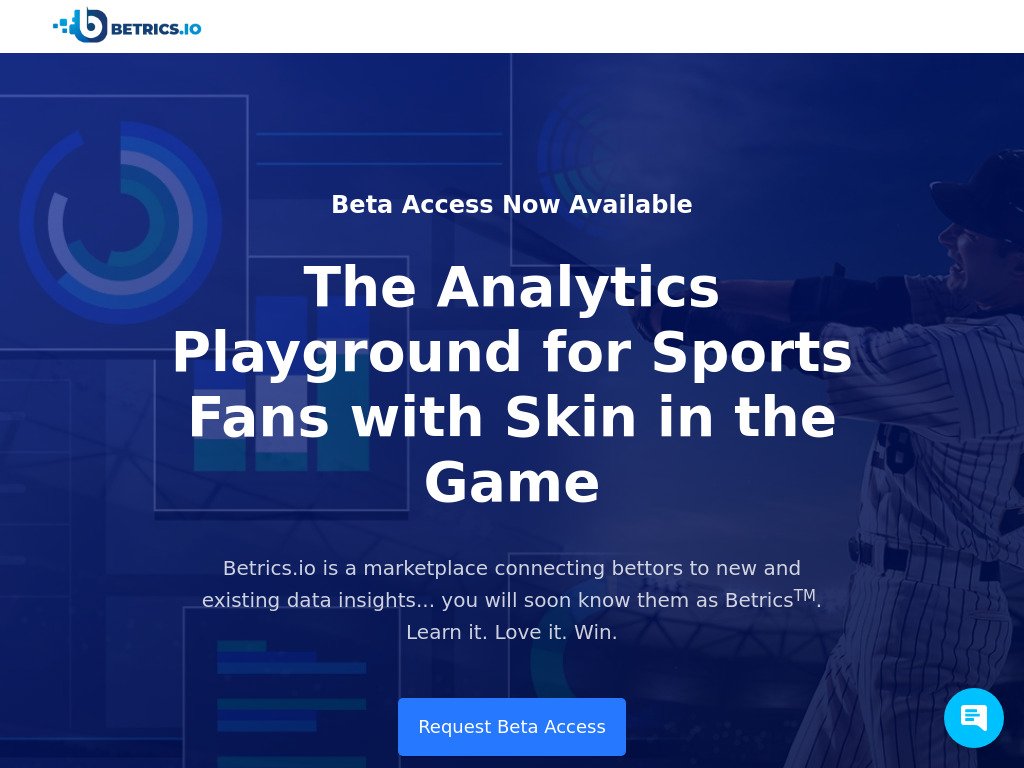 BETRICS.IO
Beta Access Now Available
The Analytics
Playground for Sports
Fans with Skin in the
Game
Betrics.io is a marketplace connecting bettors to new and
existing data insights... you will soon know them as Betrics™.
Learn it. Love it. Win.
Request Beta Access